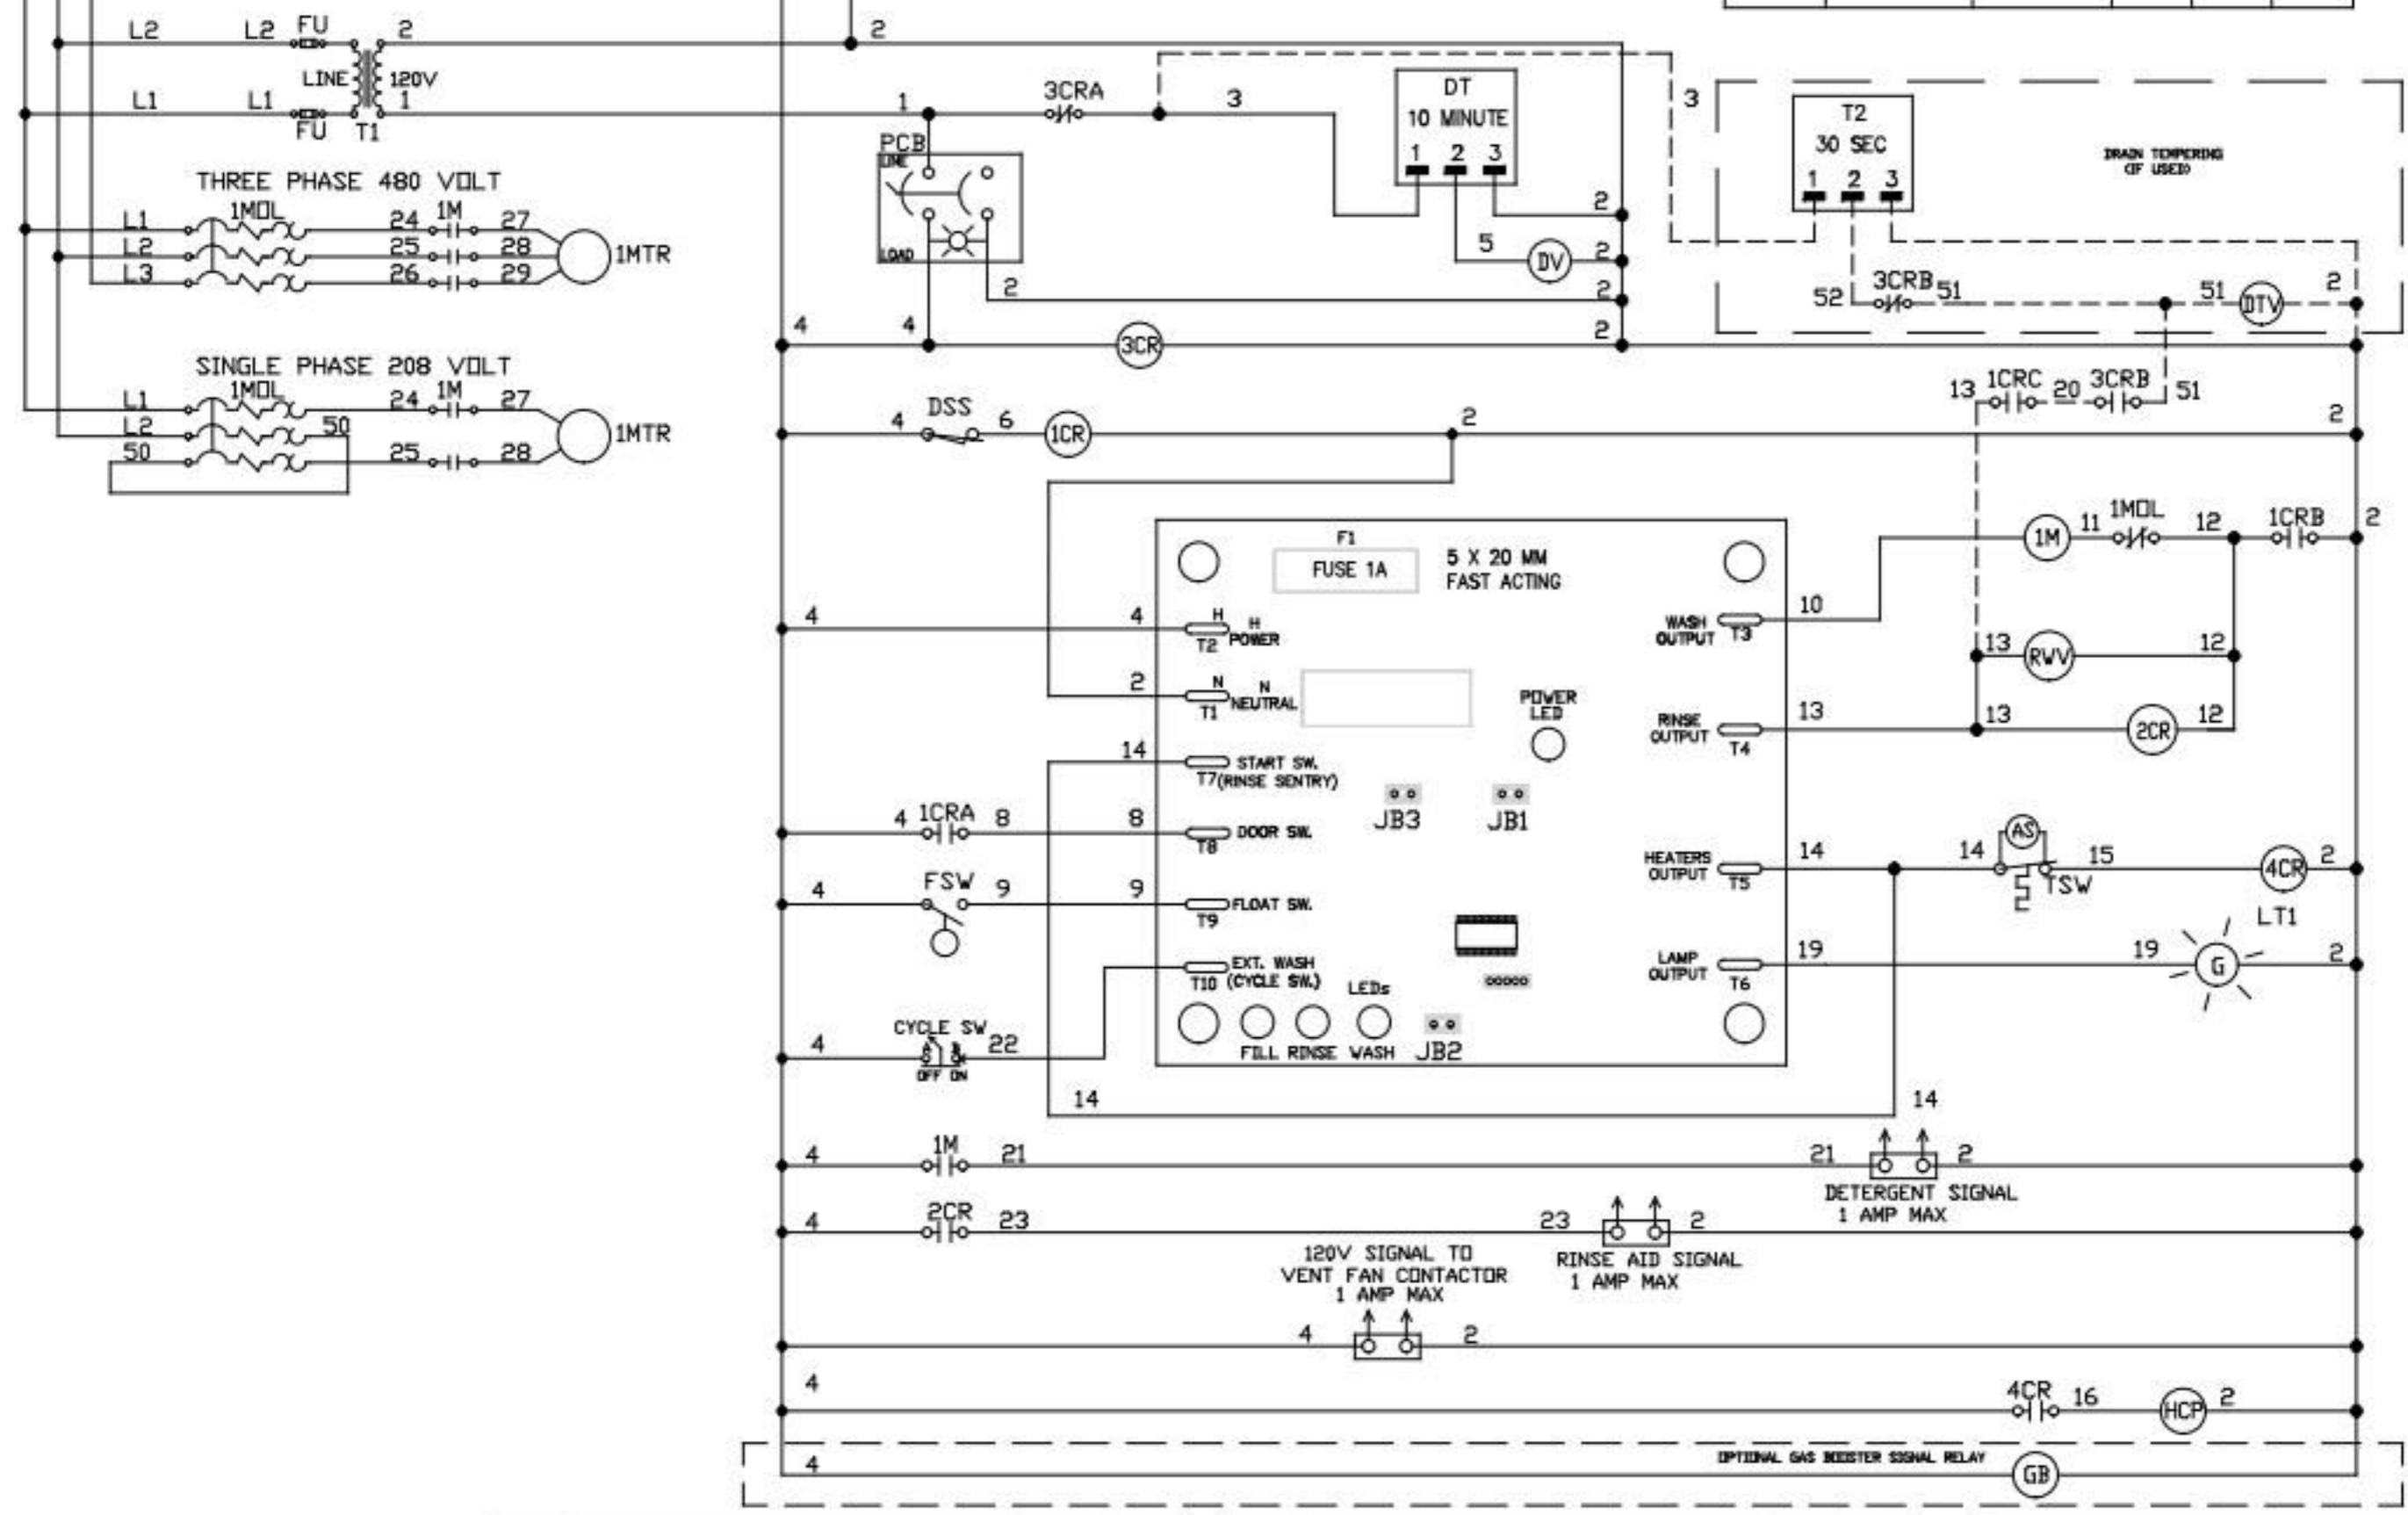 L2 L2 FU 2 2
LINE 120V
L1 L1 FU T1 1 1 3CRA 3 3
PCB
LINE
LOAD
2
DT
10 MINUTE
1 2 3
2
5 DV 2
2
T2
30 SEC
1 2 3
DRAIN TEMPERING
(IF USED)
52 3CRB 51 51 DTV 2
THREE PHASE 480 VOLT
1MOL 1M
L1 24 27
L2 25 28 1MTR
L3 26 29
4 4 3CR 2
SINGLE PHASE 208 VOLT
1MOL 1M
L1 24 27
L2 50 1MTR
50 25 28
13 1CRC 20 3CRB 51
4 DSS 6 1CR 2 2
F1
FUSE 1A
5 X 20 MM
FAST ACTING
1M 11 1MOL 12 1CRB 2
4 4 H H
T2 POWER
WASH
OUTPUT T3 10
13 RWV 12
2 N N
T1 NEUTRAL
POWER
LED
RINSE
OUTPUT T4 13 13 2CR 12
14 START SW.
T7 (RINSE SENTRY)
JB3 JB1
4 1CRA 8 8 DOOR SW.
T8
HEATERS
OUTPUT T5 14 14 AS TSW 15 4CR 2
4 FSW 9 9 FLOAT SW.
T9
LT1
LAMP
OUTPUT T6 19 19 G 2
EXT. WASH
T10 (CYCLE SW.)
LEDs
CYCLE SW
4 A B 22
OFF ON
FILL RINSE WASH JB2
14 14
4 1M 21 21 2
DETERGENT SIGNAL
1 AMP MAX
4 2CR 23 23 2
RINSE AID SIGNAL
1 AMP MAX
120V SIGNAL TO
VENT FAN CONTACTOR
1 AMP MAX
4 2
4 4CR 16 HCP 2
OPTIONAL GAS BOOSTER SIGNAL RELAY
4 GB